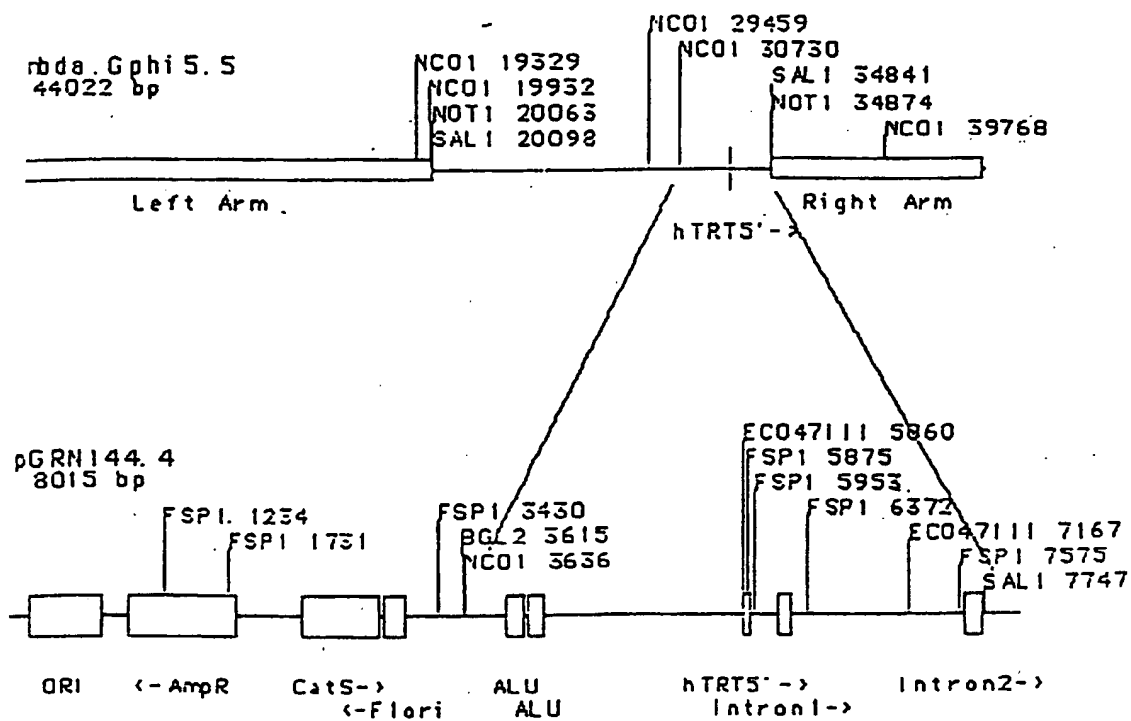 NCO1 29459
NCO1 30730
mbda.Gphi5.5
44022 bp
NCO1 19329
NCO1 19932
NOT1 20063
SAL1 20098
SAL1 34841
NOT1 34874
NCO1 39768
Left Arm
Right Arm
hTRT5'->
pGRN144.4
8015 bp
ECO47111 5860
FSP1 5875
FSP1 5953
FSP1 6372
ECO47111 7167
FSP1 7575
SAL1 7747
FSP1. 1234
FSP1 1731
FSP1 3430
BGL2 3615
NCO1 3636
ORI
<-AmpR
CatS->
<-F1ori
ALU
ALU
hTRT5'->
Intron1->
Intron2->